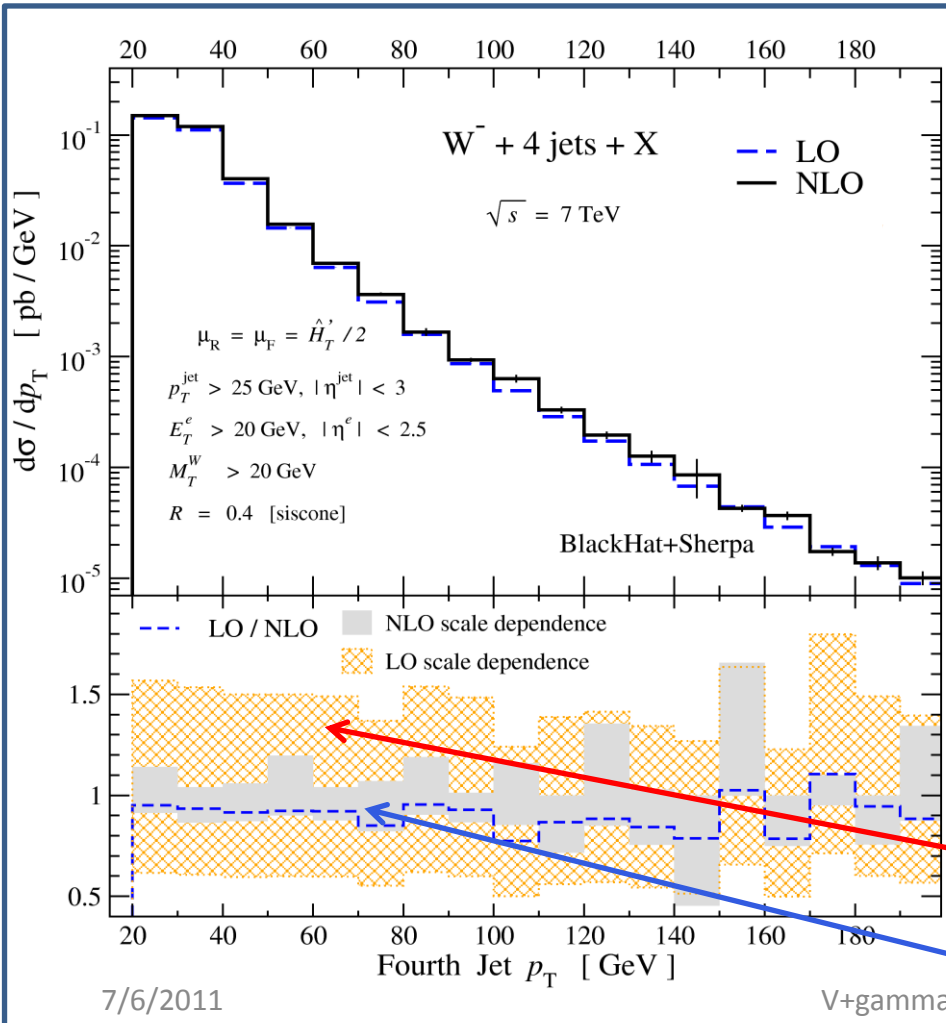 20 40 60 80 100 120 140 160 180
10^-1
10^-2
10^-3
10^-4
10^-5
dσ / dp_T [ pb / GeV ]
W^- + 4 jets + X
LO
NLO
√s = 7 TeV
μ_R = μ_F = Ĥ_T' / 2
p_T^jet > 25 GeV, | η^jet | < 3
E_T^e > 20 GeV, | η^e | < 2.5
M_T^W > 20 GeV
R = 0.4 [siscone]
BlackHat+Sherpa
LO / NLO
NLO scale dependence
LO scale dependence
1.5
1
0.5
20 40 60 80 100 120 140 160 180
Fourth Jet p_T [ GeV ]
7/6/2011
V+gamma